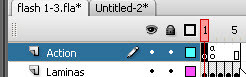 flash 1-3.fla* Untitled-2*
1 5
Action
a
Laminas